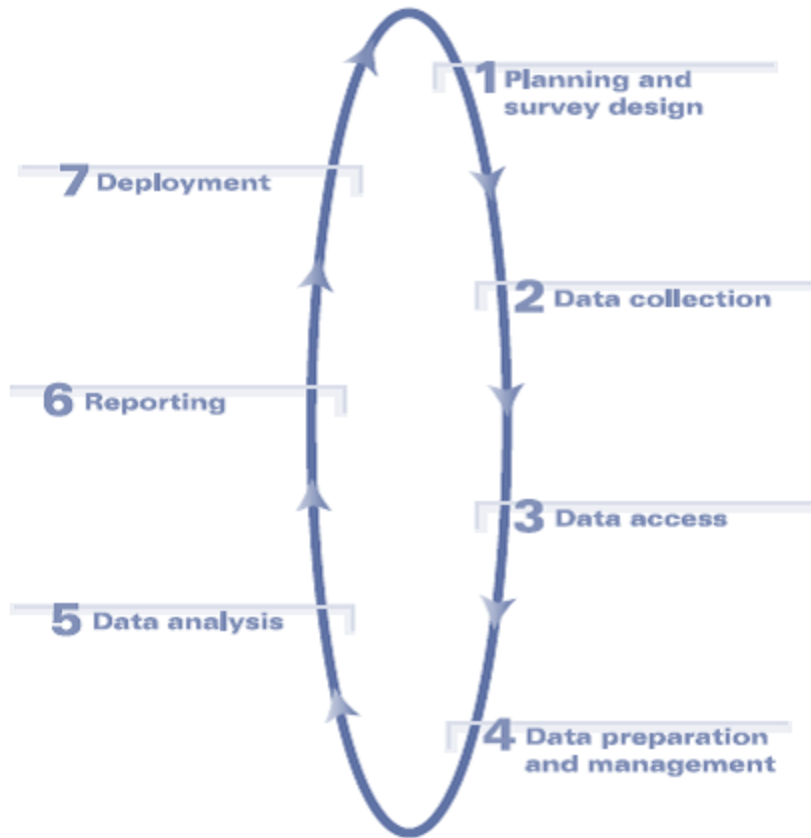 1 Planning and
survey design
2 Data collection
3 Data access
4 Data preparation
and management
5 Data analysis
6 Reporting
7 Deployment